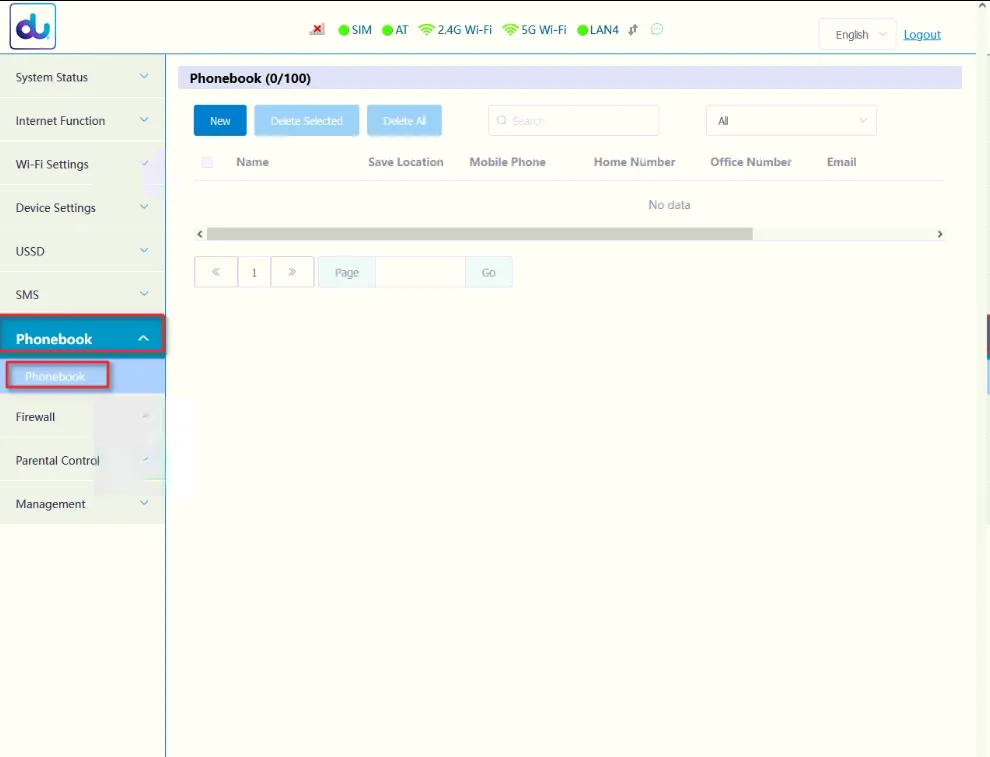 du
SIM AT 2.4G Wi-Fi 5G Wi-Fi LAN4
English Logout
System Status
Internet Function
Wi-Fi Settings
Device Settings
USSD
SMS
Phonebook
Phonebook
Firewall
Parental Control
Management
Phonebook (0/100)
New Delete Selected Delete All Search All
Name Save Location Mobile Phone Home Number Office Number Email
No data
1 Page Go